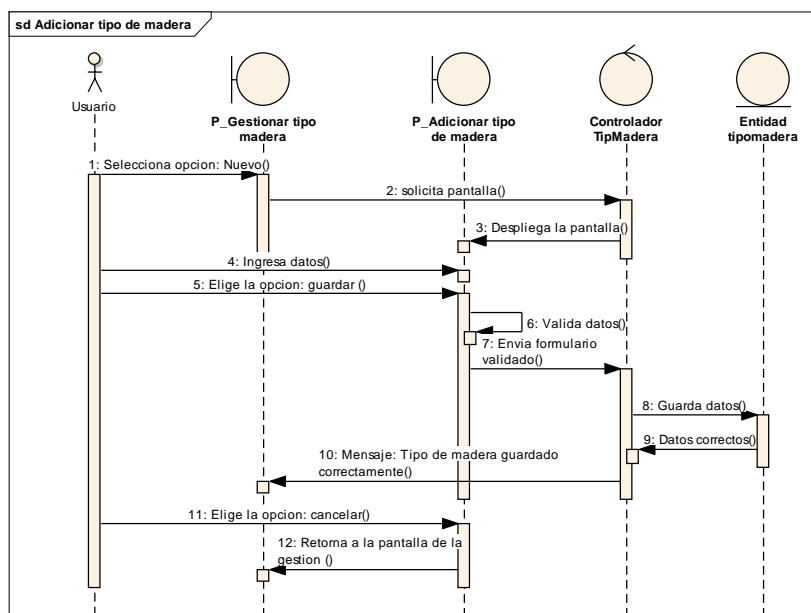 sd Adicionar tipo de madera
Usuario
P_Gestionar tipo
madera
P_Adicionar tipo
de madera
Controlador
TipMadera
Entidad
tipomadera
1: Selecciona opcion: Nuevo()
2: solicita pantalla()
3: Despliega la pantalla()
4: Ingresa datos()
5: Elige la opcion: guardar ()
6: Valida datos()
7: Envia formulario
validado()
8: Guarda datos()
9: Datos correctos()
10: Mensaje: Tipo de madera guardado
correctamente()
11: Elige la opcion: cancelar()
12: Retorna a la pantalla de la
gestion ()